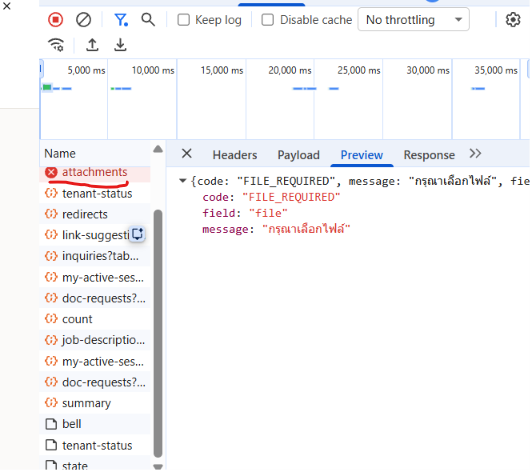 Keep log
Disable cache
No throttling
5,000 ms
10,000 ms
15,000 ms
20,000 ms
25,000 ms
30,000 ms
35,000 ms
Name
Headers
Payload
Preview
Response
attachments
tenant-status
redirects
link-suggesti
inquiries?tab...
my-active-ses...
doc-requests?...
count
job-descriptio...
my-active-ses...
doc-requests?...
summary
bell
tenant-status
state
{code: "FILE_REQUIRED", message: "กรุณาเลือกไฟล์", fie
code: "FILE_REQUIRED"
field: "file"
message: "กรุณาเลือกไฟล์"